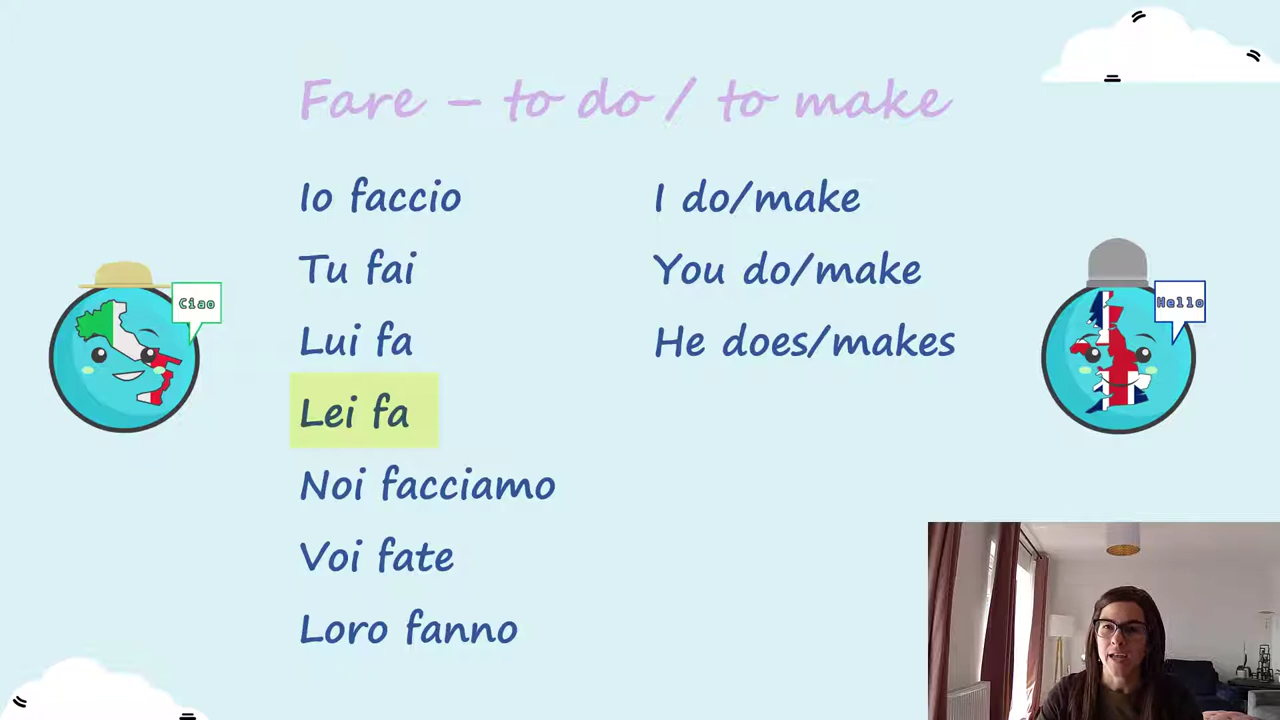 Fare – to do / to make
Io faccio
I do/make
Tu fai
You do/make
Lui fa
He does/makes
Lei fa
Noi facciamo
Voi fate
Loro fanno
Ciao
Hello